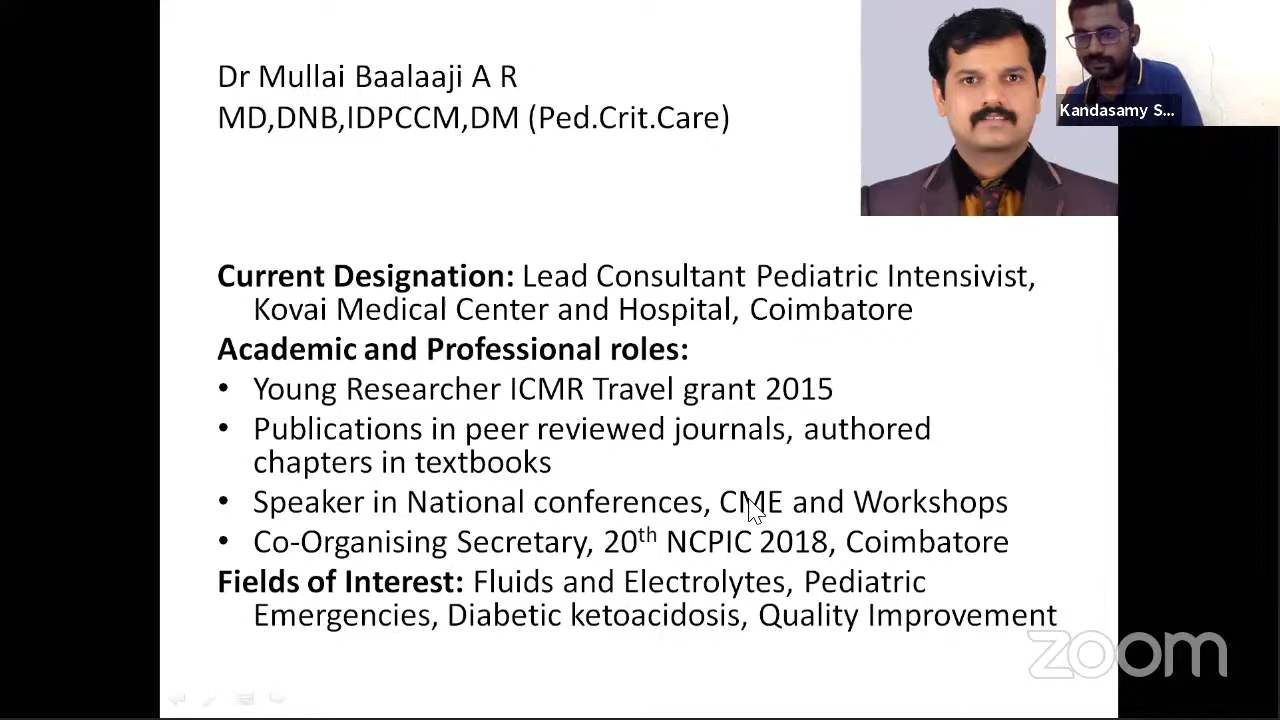 Dr Mullai Baalaaji A R
MD,DNB,IDPCCM,DM (Ped.Crit.Care)
Kandasamy S...
Current Designation: Lead Consultant Pediatric Intensivist,
Kovai Medical Center and Hospital, Coimbatore
Academic and Professional roles:
• Young Researcher ICMR Travel grant 2015
• Publications in peer reviewed journals, authored
chapters in textbooks
• Speaker in National conferences, CME and Workshops
• Co-Organising Secretary, 20th NCPIC 2018, Coimbatore
Fields of Interest: Fluids and Electrolytes, Pediatric
Emergencies, Diabetic ketoacidosis, Quality Improvement
zoom